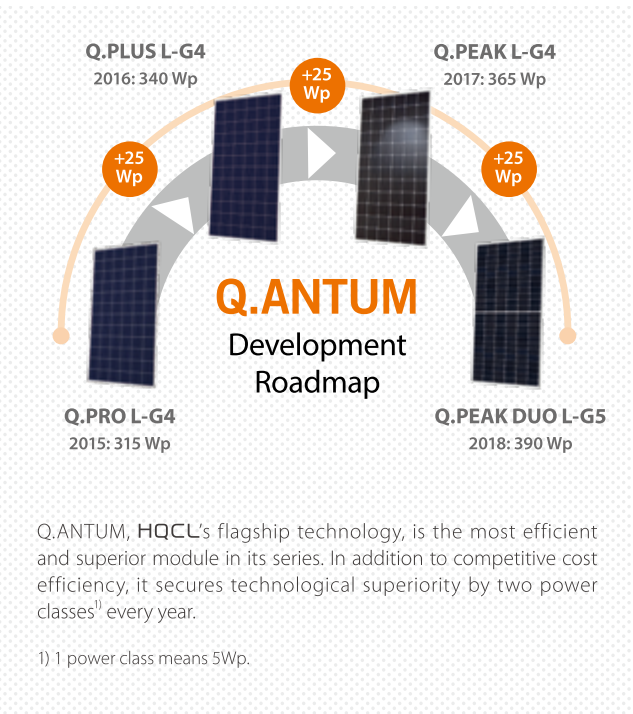 Q.PLUS L-G4
2016: 340 Wp
+25
Wp
Q.PEAK L-G4
2017: 365 Wp
+25
Wp
+25
Wp
Q.ANTUM
Development
Roadmap
Q.PRO L-G4
2015: 315 Wp
Q.PEAK DUO L-G5
2018: 390 Wp
Q.ANTUM, HQCL's flagship technology, is the most efficient
and superior module in its series. In addition to competitive cost
efficiency, it secures technological superiority by two power
classes1) every year.
1) 1 power class means 5Wp.